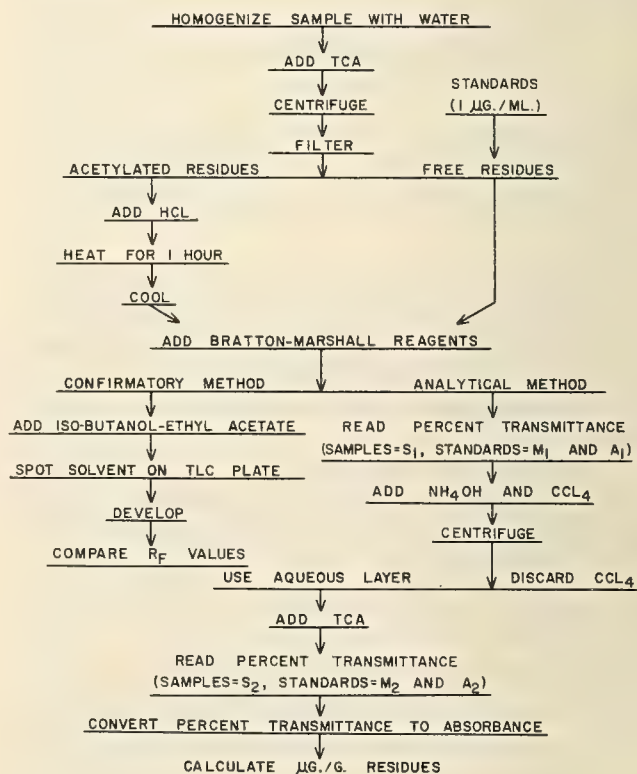 HOMOGENIZE SAMPLE WITH WATER
ADD TCA
CENTRIFUGE
FILTER
STANDARDS
(1 µG./ML.)
ACETYLATED RESIDUES
FREE RESIDUES
ADD HCL
HEAT FOR 1 HOUR
COOL
ADD BRATTON-MARSHALL REAGENTS
CONFIRMATORY METHOD
ANALYTICAL METHOD
ADD ISO-BUTANOL-ETHYL ACETATE
SPOT SOLVENT ON TLC PLATE
DEVELOP
COMPARE RF VALUES
READ PERCENT TRANSMITTANCE
(SAMPLES=S1, STANDARDS=M1 AND A1)
ADD NH4OH AND CCL4
CENTRIFUGE
USE AQUEOUS LAYER
DISCARD CCL4
ADD TCA
READ PERCENT TRANSMITTANCE
(SAMPLES=S2, STANDARDS=M2 AND A2)
CONVERT PERCENT TRANSMITTANCE TO ABSORBANCE
CALCULATE µG./G. RESIDUES